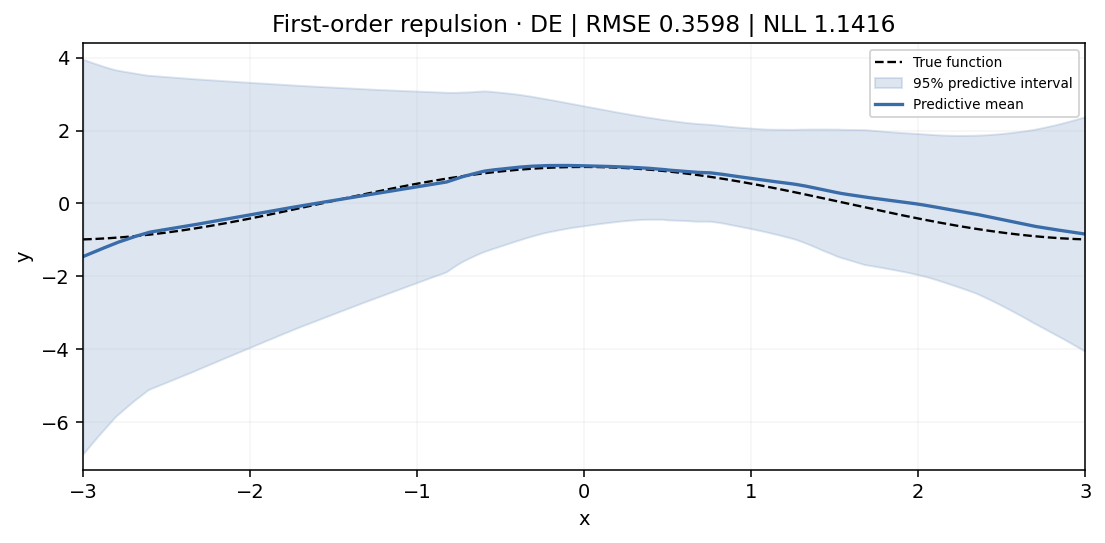 First-order repulsion · DE | RMSE 0.3598 | NLL 1.1416
True function
95% predictive interval
Predictive mean
4
2
0
−2
−4
−6
y
−3
−2
−1
0
1
2
3
x